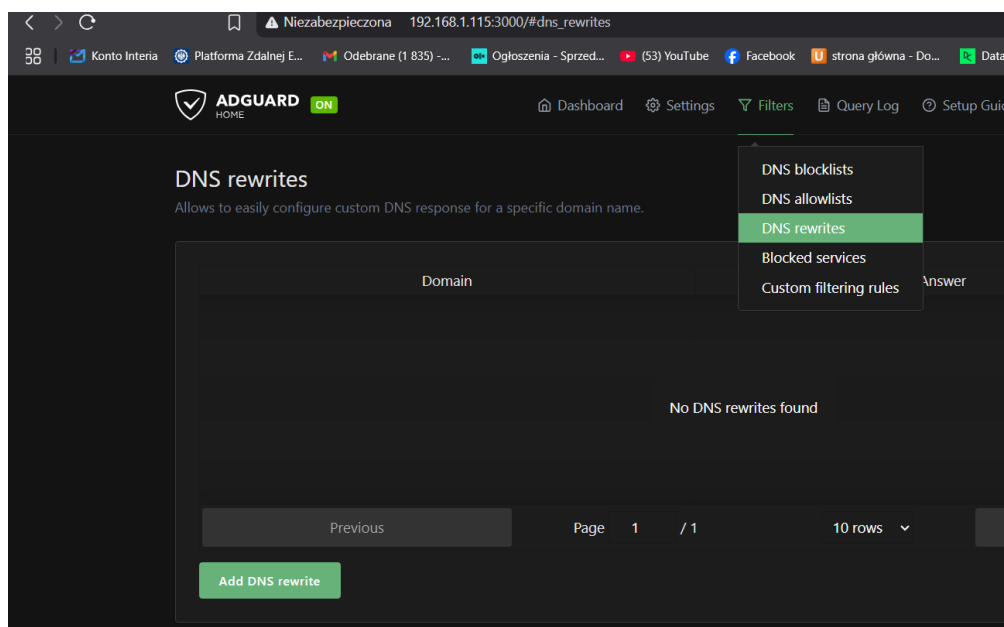 Niezabezpieczona 192.168.1.115:3000/#dns_rewrites
Konto Interia Platforma Zdalnej E... Odebrane (1 835) -... Ogłoszenia - Sprzed... (53) YouTube Facebook strona główna - Do... Data
ADGUARD ON
HOME
Dashboard Settings Filters Query Log Setup Guid
DNS blocklists
DNS allowlists
DNS rewrites
Blocked services
Custom filtering rules
DNS rewrites
Allows to easily configure custom DNS response for a specific domain name.
Domain Answer
No DNS rewrites found
Previous Page 1 / 1 10 rows
Add DNS rewrite